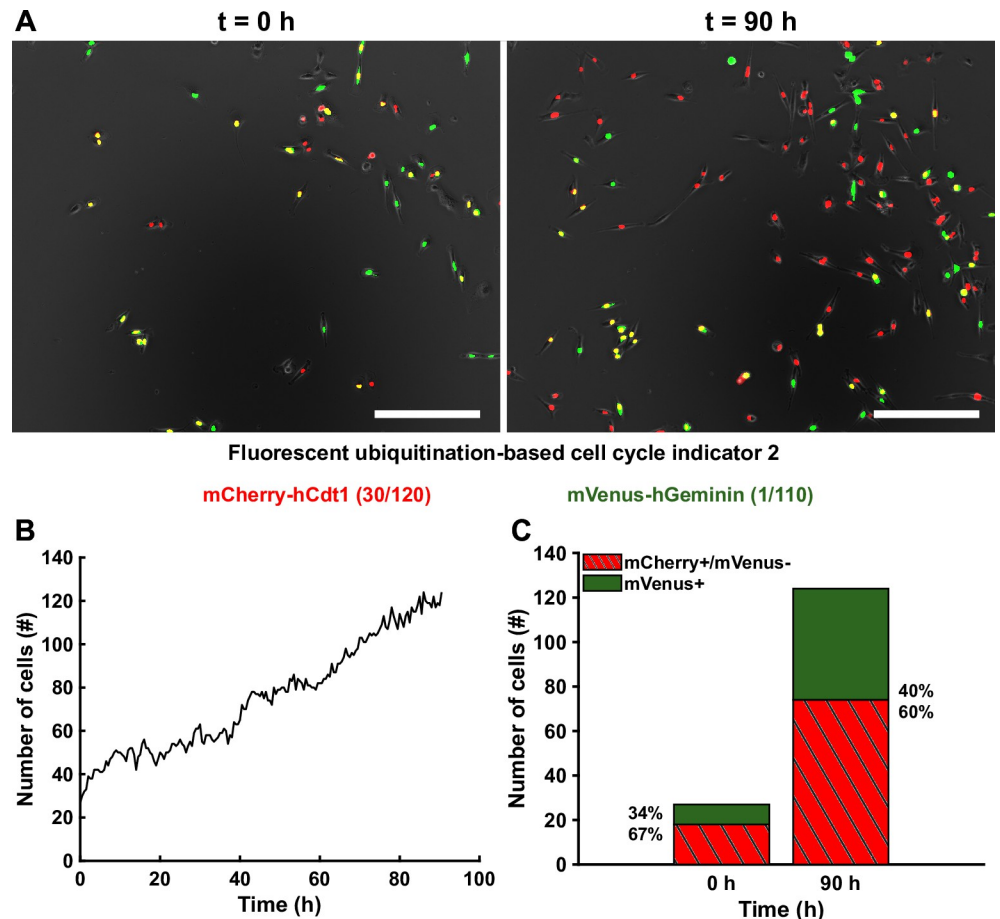 A
t = 0 h
t = 90 h
Fluorescent ubiquitination-based cell cycle indicator 2
mCherry-hCdt1 (30/120)
mVenus-hGeminin (1/110)
B
Number of cells (#)
140
120
100
80
60
40
20
0
0 20 40 60 80 100
Time (h)
C
Number of cells (#)
140
120
100
80
60
40
20
0
mCherry+/mVenus-
mVenus+
34%
67%
40%
60%
0 h 90 h
Time (h)